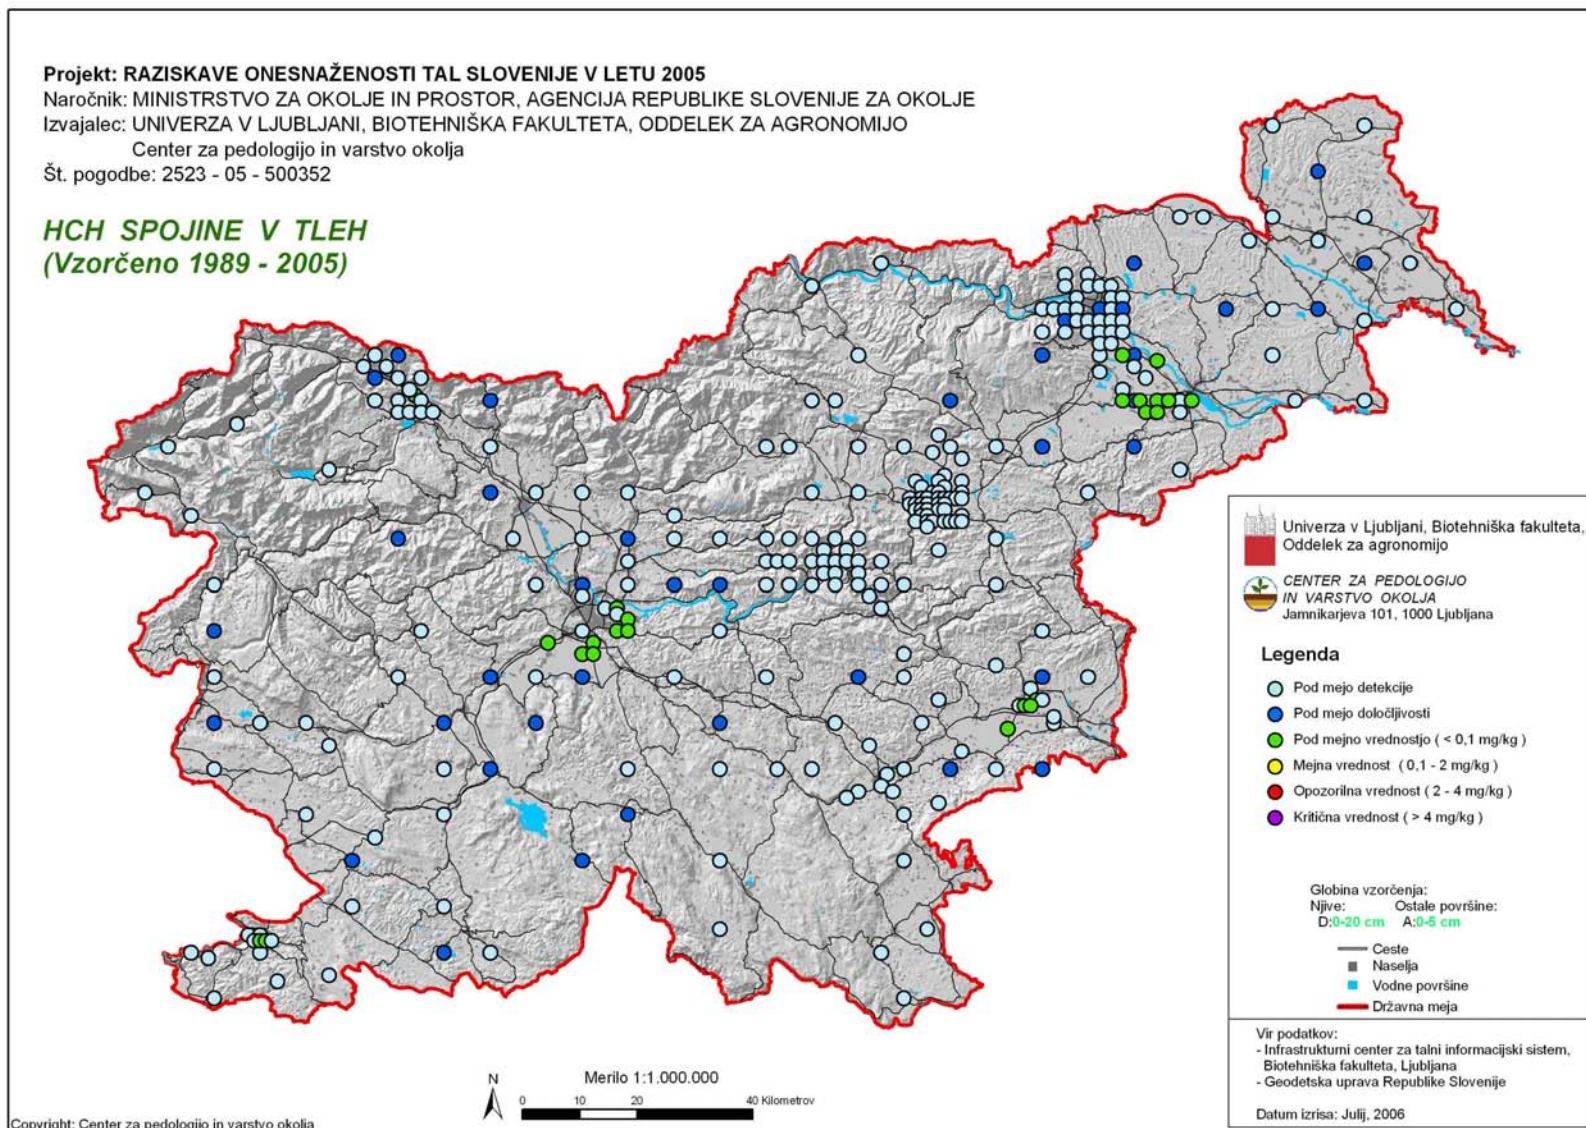 Projekt: RAZISKAVE ONESNAŽENOSTI TAL SLOVENIJE V LETU 2005
Naročnik: MINISTRSTVO ZA OKOLJE IN PROSTOR, AGENCIJA REPUBLIKE SLOVENIJE ZA OKOLJE
Izvajalec: UNIVERZA V LJUBLJANI, BIOTEHNIŠKA FAKULTETA, ODDELEK ZA AGRONOMIJO
Center za pedologijo in varstvo okolja
Št. pogodbe: 2523 - 05 - 500352
HCH SPOJINE V TLEH
(Vzorčeno 1989 - 2005)
Univerza v Ljubljani, Biotehniška fakulteta,
Oddelek za agronomijo
CENTER ZA PEDOLOGIJO
IN VARSTVO OKOLJA
Jamnikarjeva 101, 1000 Ljubljana
Legenda
Pod mejo detekcije
Pod mejo določljivosti
Pod mejno vrednostjo ( < 0,1 mg/kg )
Mejna vrednost ( 0,1 - 2 mg/kg )
Opozorilna vrednost ( 2 - 4 mg/kg )
Kritična vrednost ( > 4 mg/kg )
Globina vzorčenja:
Njive: Ostale površine:
D:0-20 cm A:0-5 cm
Ceste
Naselja
Vodne površine
Državna meja
Vir podatkov:
- Infrastrukturni center za talni informacijski sistem,
Biotehniška fakulteta, Ljubljana
- Geodetska uprava Republike Slovenije
Datum izrisa: Julij, 2006
N
Merilo 1:1.000.000
0 10 20 40 Kilometrov
Copyright: Center za pedologijo in varstvo okolja